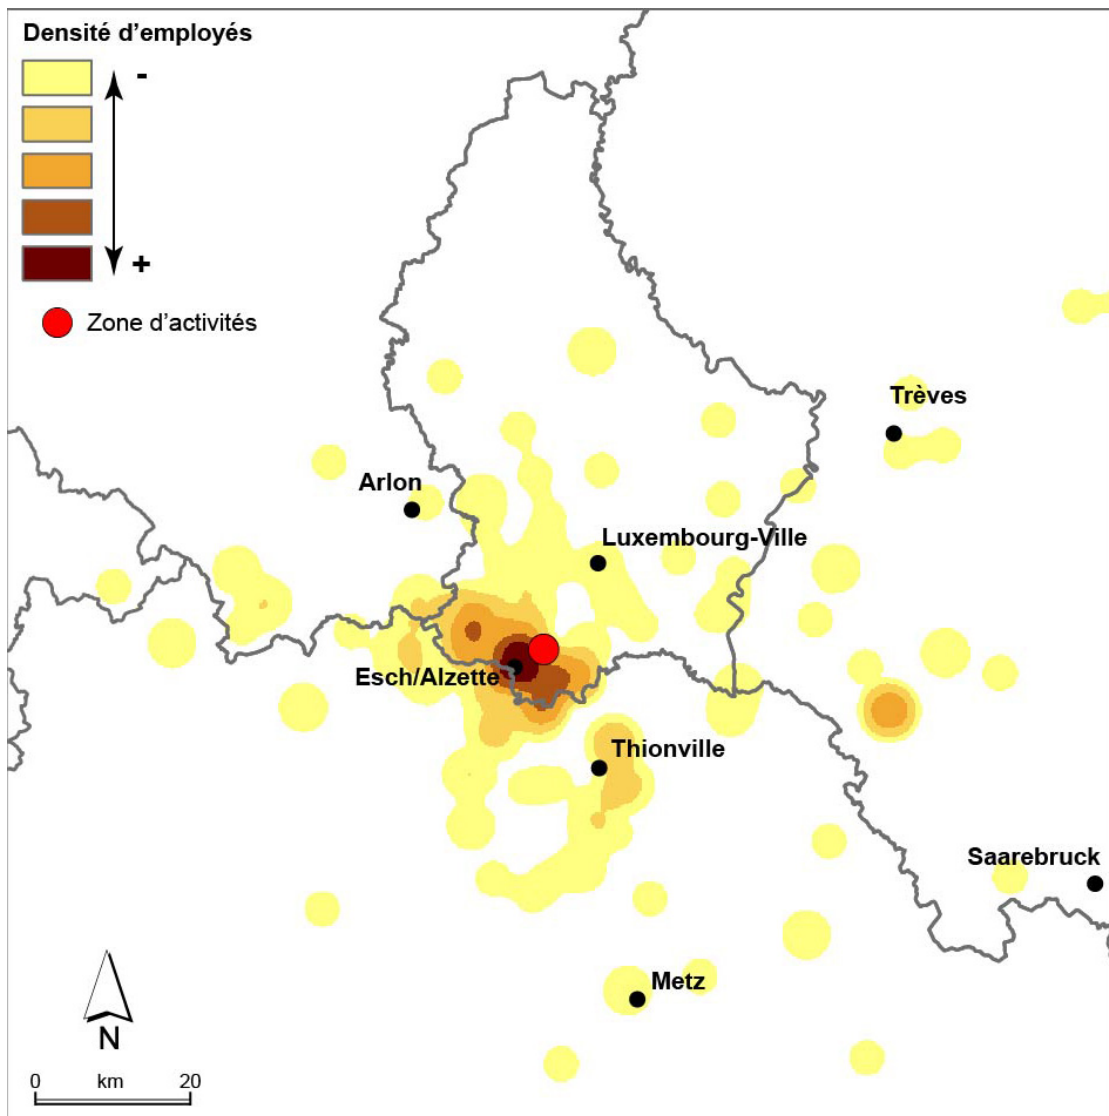 Densité d’employés
-
+
Zone d’activités
Trèves
Arlon
Luxembourg-Ville
Esch/Alzette
Thionville
Saarebruck
Metz
N
0 km 20